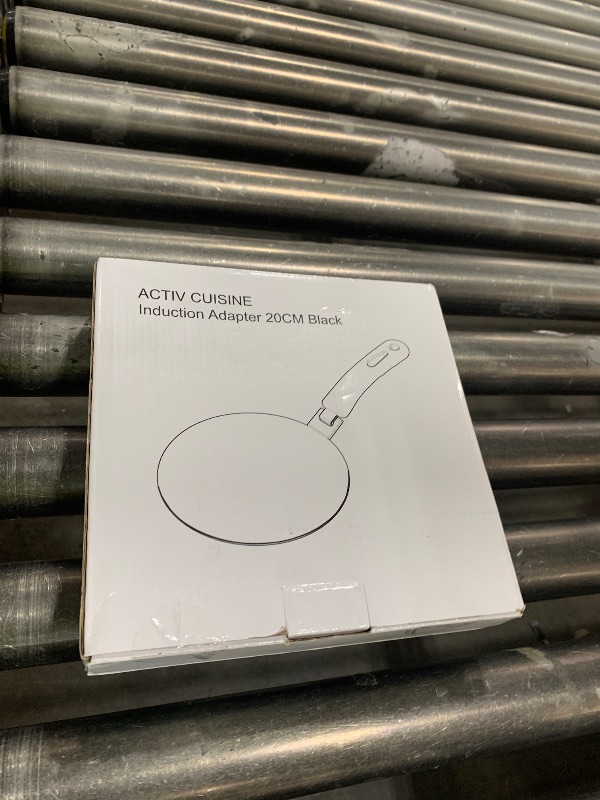 ACTIV CUISINE
Induction Adapter 20CM Black